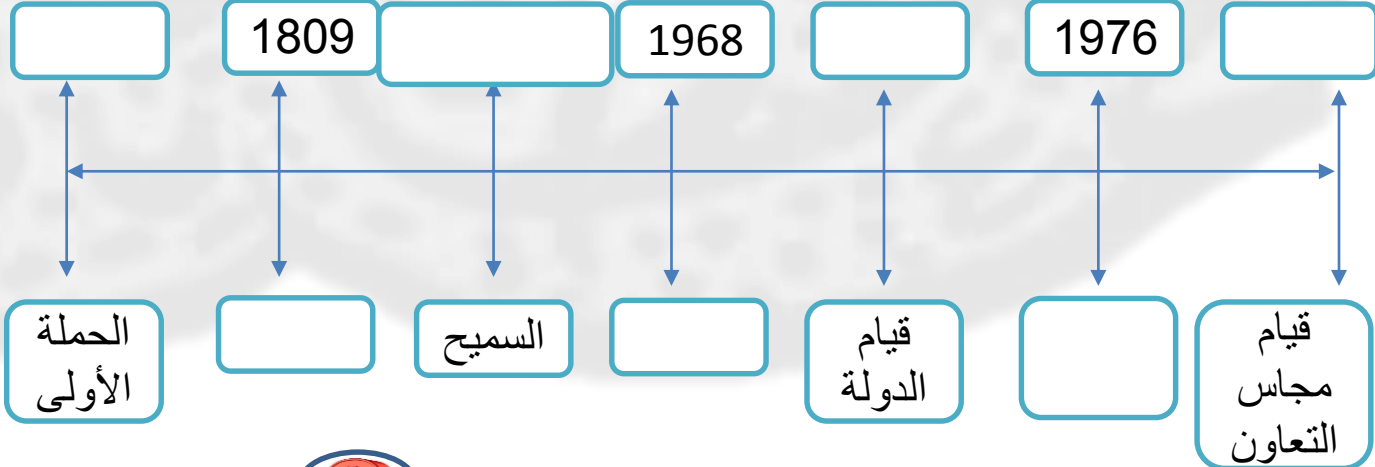 1809
1968
1976
الحملة
الأولى
السميح
قيام
الدولة
قيام
مجاس
التعاون